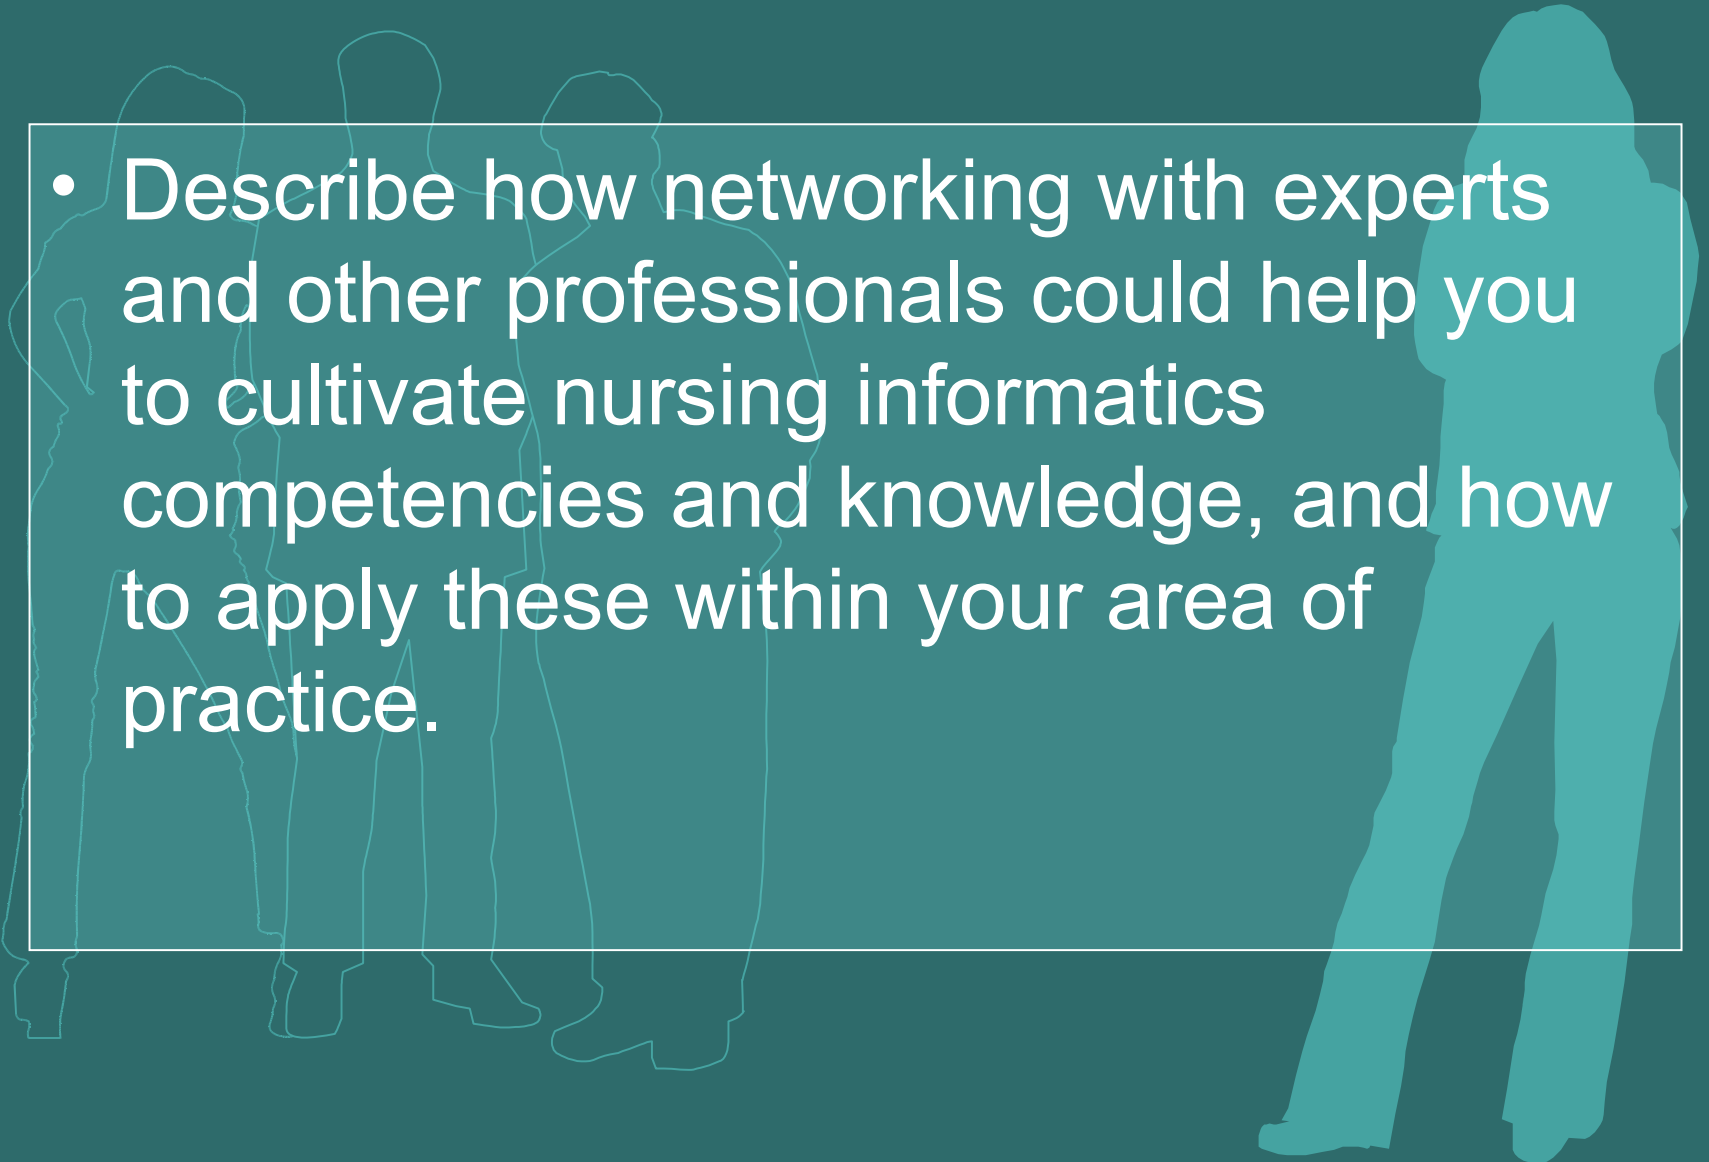 • Describe how networking with experts
and other professionals could help you
to cultivate nursing informatics
competencies and knowledge, and how
to apply these within your area of
practice.